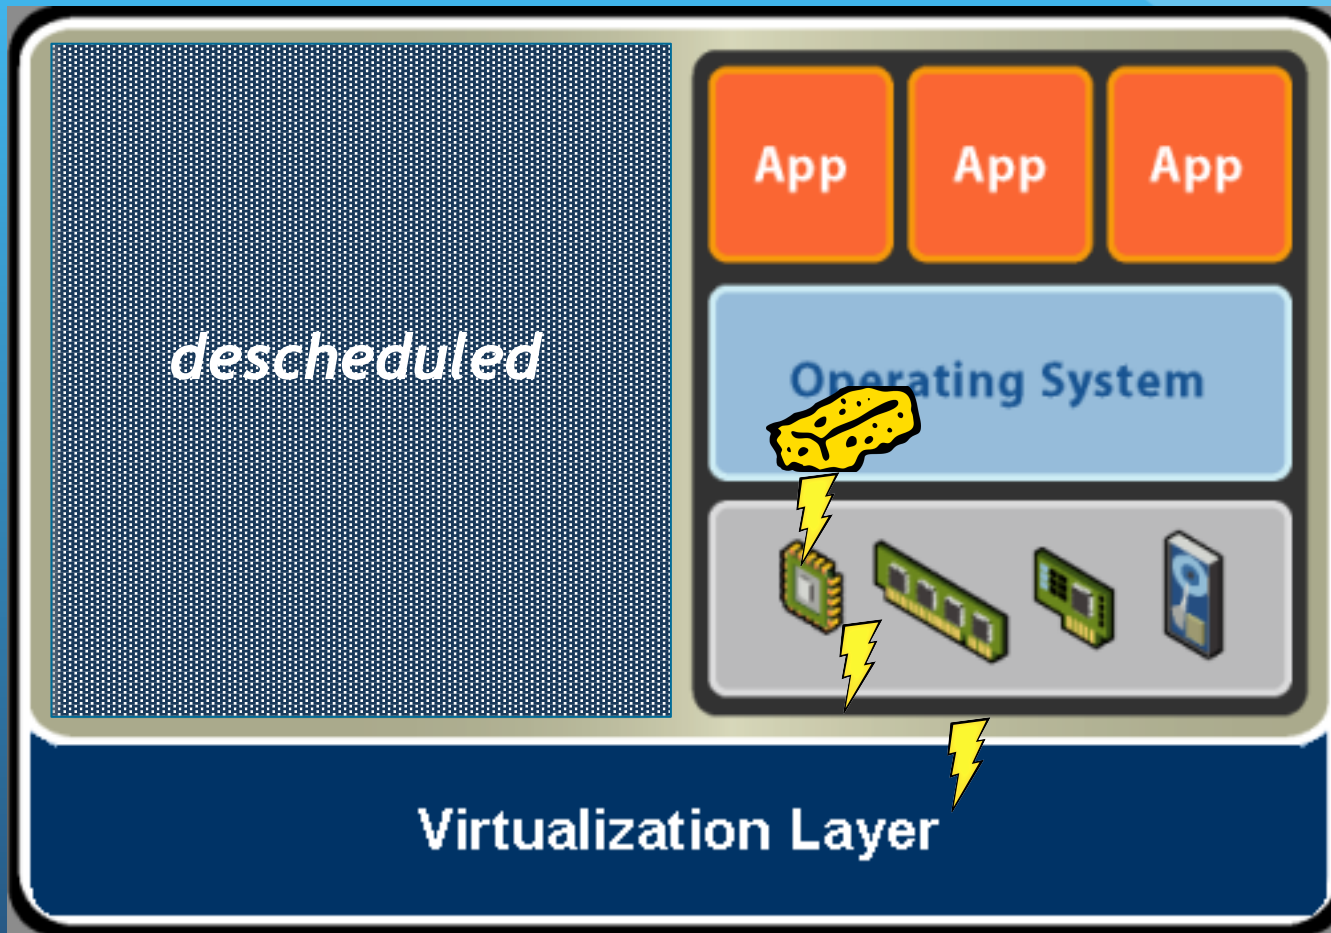 descheduled
App
App
App
Operating System
Virtualization Layer